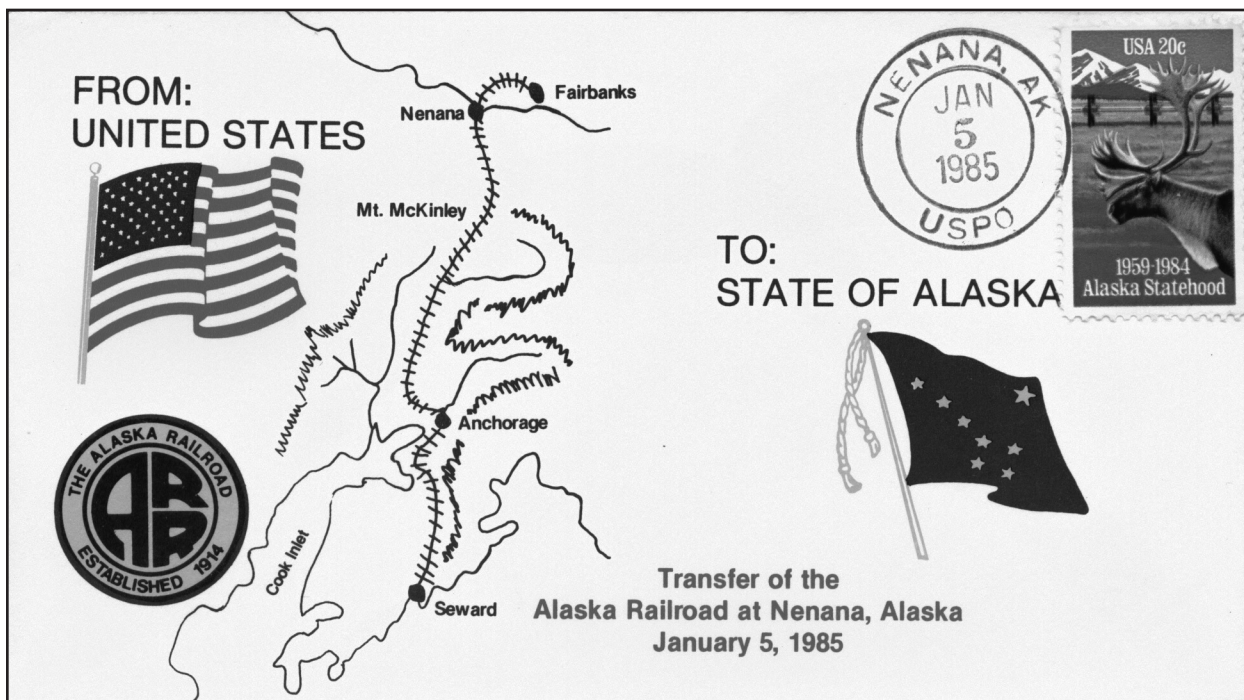 FROM:
UNITED STATES
Fairbanks
Nenana
Mt. McKinley
Anchorage
Cook Inlet
Seward
THE ALASKA RAILROAD
ARR
ESTABLISHED 1914
NENANA, AK
JAN
5
1985
USPO
USA 20c
1959-1984
Alaska Statehood
TO:
STATE OF ALASKA
Transfer of the
Alaska Railroad at Nenana, Alaska
January 5, 1985